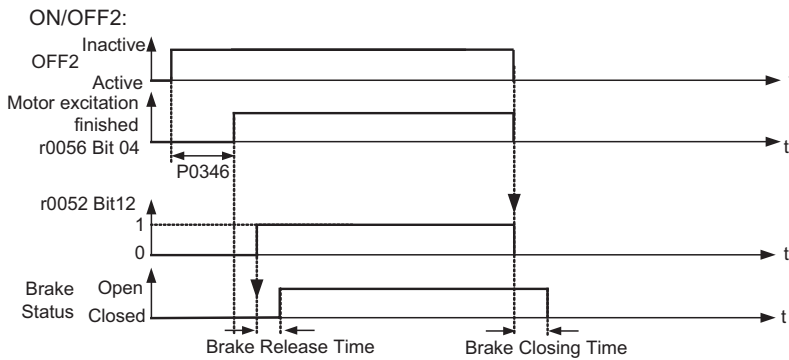 ON/OFF2:
Inactive
OFF2
Active
Motor excitation
finished
r0056 Bit 04
t
P0346
r0052 Bit12
1
0
t
Brake Open
Status Closed
t
Brake Release Time
Brake Closing Time